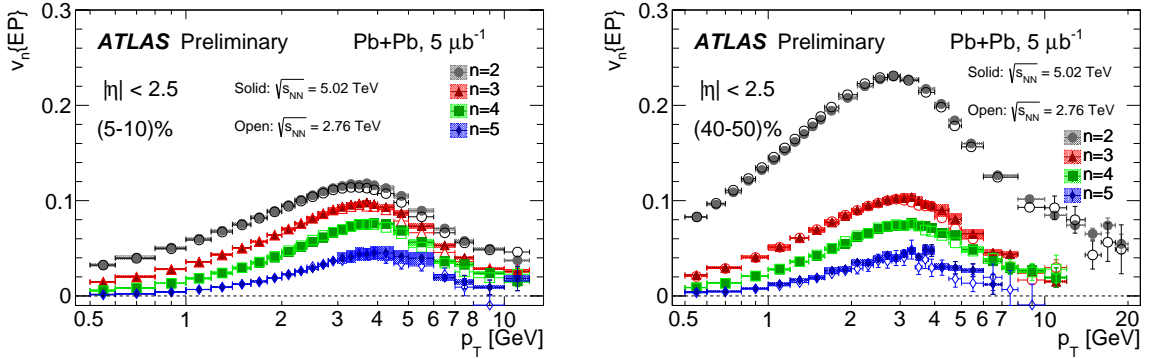 v_n{EP}
0.3
ATLAS Preliminary
Pb+Pb, 5 μb^-1
|η| < 2.5
Solid: √s_NN = 5.02 TeV
n=2
n=3
0.2
(5-10)%
Open: √s_NN = 2.76 TeV
n=4
n=5
0.1
0
0.5 1 2 3 4 5 6 7 10
p_T [GeV]
v_n{EP}
0.3
ATLAS Preliminary
Pb+Pb, 5 μb^-1
|η| < 2.5
Solid: √s_NN = 5.02 TeV
0.2
(40-50)%
Open: √s_NN = 2.76 TeV
n=2
n=3
n=4
n=5
0.1
0
0.5 1 2 3 4 5 6 7 10 20
p_T [GeV]